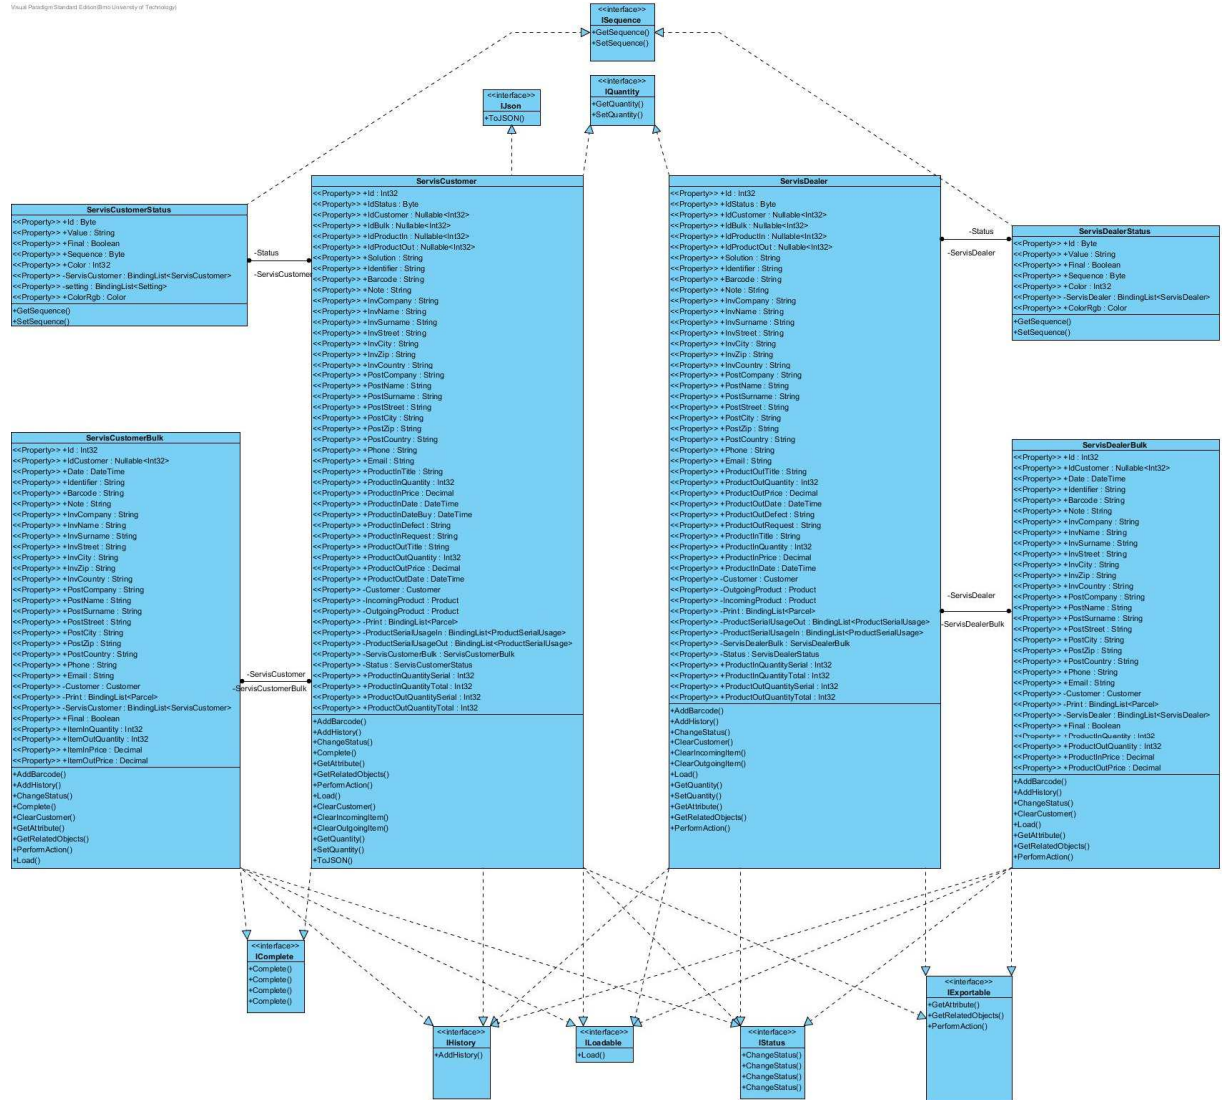 Visual Paradigm Standard Edition(Brno University of Technology)
<<interface>>
ISequence
+GetSequence()
+SetSequence()
<<interface>>
IJson
+ToJSON()
<<interface>>
IQuantity
+GetQuantity()
+SetQuantity()
ServisCustomerStatus
<<Property>> +Id : Byte
<<Property>> +Value : String
<<Property>> +Final : Boolean
<<Property>> +Sequence : Byte
<<Property>> +Color : Int32
<<Property>> -ServisCustomer : BindingList<ServisCustomer>
<<Property>> -setting : BindingList<Setting>
<<Property>> +ColorRgb : Color
+GetSequence()
+SetSequence()
-Status
-ServisCustomer
ServisCustomer
<<Property>> +Id : Int32
<<Property>> +IdStatus : Byte
<<Property>> +IdCustomer : Nullable<Int32>
<<Property>> +IdBulk : Nullable<Int32>
<<Property>> +IdProductIn : Nullable<Int32>
<<Property>> +IdProductOut : Nullable<Int32>
<<Property>> +Solution : String
<<Property>> +Identifier : String
<<Property>> +Barcode : String
<<Property>> +Note : String
<<Property>> +InvCompany : String
<<Property>> +InvName : String
<<Property>> +InvSurname : String
<<Property>> +InvStreet : String
<<Property>> +InvCity : String
<<Property>> +InvZip : String
<<Property>> +InvCountry : String
<<Property>> +PostCompany : String
<<Property>> +PostName : String
<<Property>> +PostSurname : String
<<Property>> +PostStreet : String
<<Property>> +PostCity : String
<<Property>> +PostZip : String
<<Property>> +PostCountry : String
<<Property>> +Phone : String
<<Property>> +Email : String
<<Property>> +ProductInTitle : String
<<Property>> +ProductInQuantity : Int32
<<Property>> +ProductInPrice : Decimal
<<Property>> +ProductInDate : DateTime
<<Property>> +ProductInDateBuy : DateTime
<<Property>> +ProductInDefect : String
<<Property>> +ProductInRequest : String
<<Property>> +ProductOutTitle : String
<<Property>> +ProductOutQuantity : Int32
<<Property>> +ProductOutPrice : Decimal
<<Property>> +ProductOutDate : DateTime
<<Property>> -Customer : Customer
<<Property>> -IncomingProduct : Product
<<Property>> -OutgoingProduct : Product
<<Property>> -Print : BindingList<Parcel>
<<Property>> -ProductSerialUsageIn : BindingList<ProductSerialUsage>
<<Property>> -ProductSerialUsageOut : BindingList<ProductSerialUsage>
<<Property>> -ServisCustomerBulk : ServisCustomerBulk
<<Property>> -Status : ServisCustomerStatus
<<Property>> +ProductInQuantitySerial : Int32
<<Property>> +ProductInQuantityTotal : Int32
<<Property>> +ProductOutQuantitySerial : Int32
<<Property>> +ProductOutQuantityTotal : Int32
+AddBarcode()
+AddHistory()
+ChangeStatus()
+Complete()
+GetAttribute()
+GetRelatedObjects()
+PerformAction()
+Load()
+ClearCustomer()
+ClearIncomingItem()
+ClearOutgoingItem()
+GetQuantity()
+SetQuantity()
+ToJSON()
ServisDealer
<<Property>> +Id : Int32
<<Property>> +IdStatus : Byte
<<Property>> +IdCustomer : Nullable<Int32>
<<Property>> +IdBulk : Nullable<Int32>
<<Property>> +IdProductIn : Nullable<Int32>
<<Property>> +IdProductOut : Nullable<Int32>
<<Property>> +Solution : String
<<Property>> +Identifier : String
<<Property>> +Barcode : String
<<Property>> +Note : String
<<Property>> +InvCompany : String
<<Property>> +InvName : String
<<Property>> +InvSurname : String
<<Property>> +InvStreet : String
<<Property>> +InvCity : String
<<Property>> +InvZip : String
<<Property>> +InvCountry : String
<<Property>> +PostCompany : String
<<Property>> +PostName : String
<<Property>> +PostSurname : String
<<Property>> +PostStreet : String
<<Property>> +PostCity : String
<<Property>> +PostZip : String
<<Property>> +PostCountry : String
<<Property>> +Phone : String
<<Property>> +Email : String
<<Property>> +ProductOutTitle : String
<<Property>> +ProductOutQuantity : Int32
<<Property>> +ProductOutPrice : Decimal
<<Property>> +ProductOutDate : DateTime
<<Property>> +ProductOutDefect : String
<<Property>> +ProductOutRequest : String
<<Property>> +ProductInTitle : String
<<Property>> +ProductInQuantity : Int32
<<Property>> +ProductInPrice : Decimal
<<Property>> +ProductInDate : DateTime
<<Property>> -Customer : Customer
<<Property>> -OutgoingProduct : Product
<<Property>> -IncomingProduct : Product
<<Property>> -Print : BindingList<Parcel>
<<Property>> -ProductSerialUsageOut : BindingList<ProductSerialUsage>
<<Property>> -ProductSerialUsageIn : BindingList<ProductSerialUsage>
<<Property>> -ServisDealerBulk : ServisDealerBulk
<<Property>> -Status : ServisDealerStatus
<<Property>> +ProductInQuantitySerial : Int32
<<Property>> +ProductInQuantityTotal : Int32
<<Property>> +ProductOutQuantitySerial : Int32
<<Property>> +ProductOutQuantityTotal : Int32
+AddBarcode()
+AddHistory()
+ChangeStatus()
+ClearCustomer()
+ClearIncomingItem()
+ClearOutgoingItem()
+Load()
+GetQuantity()
+SetQuantity()
+GetAttribute()
+GetRelatedObjects()
+PerformAction()
-Status
-ServisDealer
ServisDealerStatus
<<Property>> +Id : Byte
<<Property>> +Value : String
<<Property>> +Final : Boolean
<<Property>> +Sequence : Byte
<<Property>> +Color : Int32
<<Property>> -ServisDealer : BindingList<ServisDealer>
<<Property>> +ColorRgb : Color
+GetSequence()
+SetSequence()
ServisCustomerBulk
<<Property>> +Id : Int32
<<Property>> +IdCustomer : Nullable<Int32>
<<Property>> +Date : DateTime
<<Property>> +Identifier : String
<<Property>> +Barcode : String
<<Property>> +Note : String
<<Property>> +InvCompany : String
<<Property>> +InvName : String
<<Property>> +InvSurname : String
<<Property>> +InvStreet : String
<<Property>> +InvCity : String
<<Property>> +InvZip : String
<<Property>> +InvCountry : String
<<Property>> +PostCompany : String
<<Property>> +PostName : String
<<Property>> +PostSurname : String
<<Property>> +PostStreet : String
<<Property>> +PostCity : String
<<Property>> +PostZip : String
<<Property>> +PostCountry : String
<<Property>> +Phone : String
<<Property>> +Email : String
<<Property>> -Customer : Customer
<<Property>> -Print : BindingList<Parcel>
<<Property>> -ServisCustomer : BindingList<ServisCustomer>
<<Property>> +Final : Boolean
<<Property>> +ItemInQuantity : Int32
<<Property>> +ItemOutQuantity : Int32
<<Property>> +ItemInPrice : Decimal
<<Property>> +ItemOutPrice : Decimal
+AddBarcode()
+AddHistory()
+ChangeStatus()
+Complete()
+ClearCustomer()
+GetAttribute()
+GetRelatedObjects()
+PerformAction()
+Load()
-ServisCustomer
-ServisCustomerBulk
-ServisDealer
-ServisDealerBulk
ServisDealerBulk
<<Property>> +Id : Int32
<<Property>> +IdCustomer : Nullable<Int32>
<<Property>> +Date : DateTime
<<Property>> +Identifier : String
<<Property>> +Barcode : String
<<Property>> +Note : String
<<Property>> +InvCompany : String
<<Property>> +InvName : String
<<Property>> +InvSurname : String
<<Property>> +InvStreet : String
<<Property>> +InvCity : String
<<Property>> +InvZip : String
<<Property>> +InvCountry : String
<<Property>> +PostCompany : String
<<Property>> +PostName : String
<<Property>> +PostSurname : String
<<Property>> +PostStreet : String
<<Property>> +PostCity : String
<<Property>> +PostZip : String
<<Property>> +PostCountry : String
<<Property>> +Phone : String
<<Property>> +Email : String
<<Property>> -Customer : Customer
<<Property>> -Print : BindingList<Parcel>
<<Property>> -ServisDealer : BindingList<ServisDealer>
<<Property>> +Final : Boolean
<<Property>> +ProductInQuantity : Int32
<<Property>> +ProductOutQuantity : Int32
<<Property>> +ProductInPrice : Decimal
<<Property>> +ProductOutPrice : Decimal
+AddBarcode()
+AddHistory()
+ChangeStatus()
+ClearCustomer()
+Load()
+GetAttribute()
+GetRelatedObjects()
+PerformAction()
<<interface>>
IComplete
+Complete()
+Complete()
+Complete()
+Complete()
<<interface>>
IHistory
+AddHistory()
<<interface>>
ILoadable
+Load()
<<interface>>
IStatus
+ChangeStatus()
+ChangeStatus()
+ChangeStatus()
+ChangeStatus()
<<interface>>
IExportable
+GetAttribute()
+GetRelatedObjects()
+PerformAction()